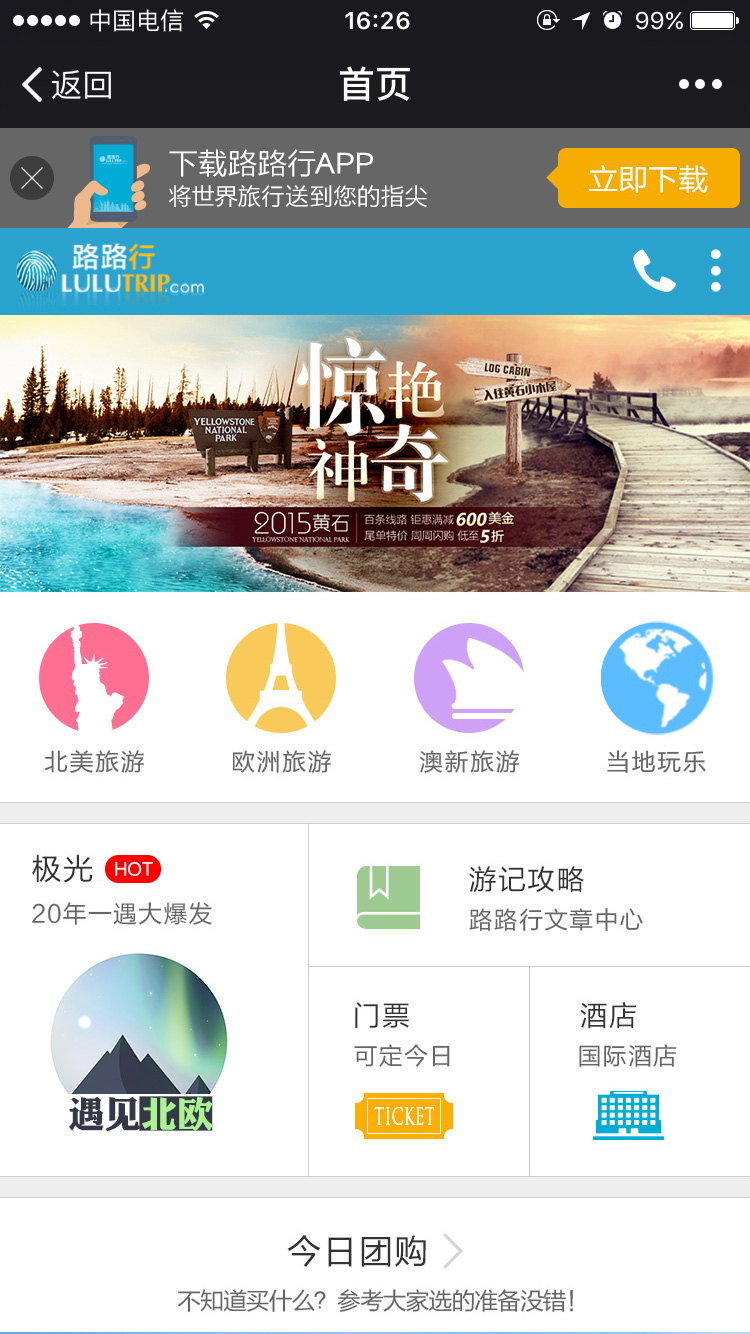 中国电信 16:26 99%
返回 首页
下载路路行APP
将世界旅行送到您的指尖
立即下载
路路行
LULUTRIP.com
惊艳
神奇
YELLOWSTONE
NATIONAL
PARK
LOG CABIN
入住黄石小木屋
2015黄石
YELLOWSTONE NATIONAL PARK
百条线路 钜惠满减600美金
尾单特价 周周闪购 低至5折
北美旅游 欧洲旅游 澳新旅游 当地玩乐
极光 HOT
20年一遇大爆发
遇见北欧
游记攻略
路路行文章中心
门票
可定今日
TICKET
酒店
国际酒店
今日团购
不知道买什么？参考大家选的准备没错！